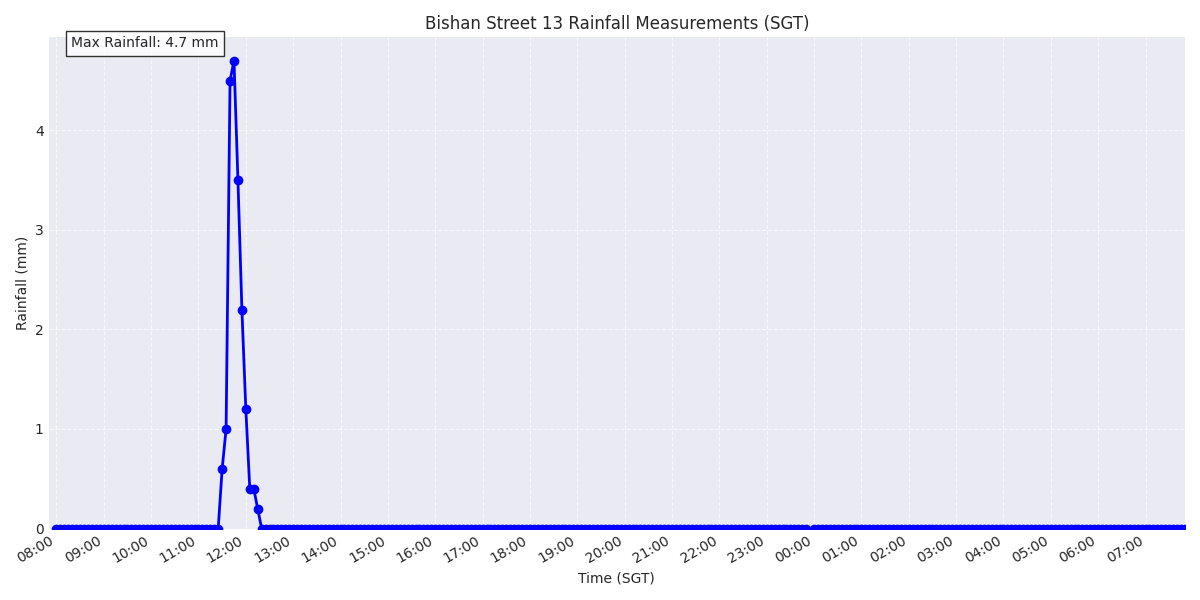 Bishan Street 13 Rainfall Measurements (SGT)
Max Rainfall: 4.7 mm
Rainfall (mm)
4
3
2
1
0
08:00 09:00 10:00 11:00 12:00 13:00 14:00 15:00 16:00 17:00 18:00 19:00 20:00 21:00 22:00 23:00 00:00 01:00 02:00 03:00 04:00 05:00 06:00 07:00
Time (SGT)